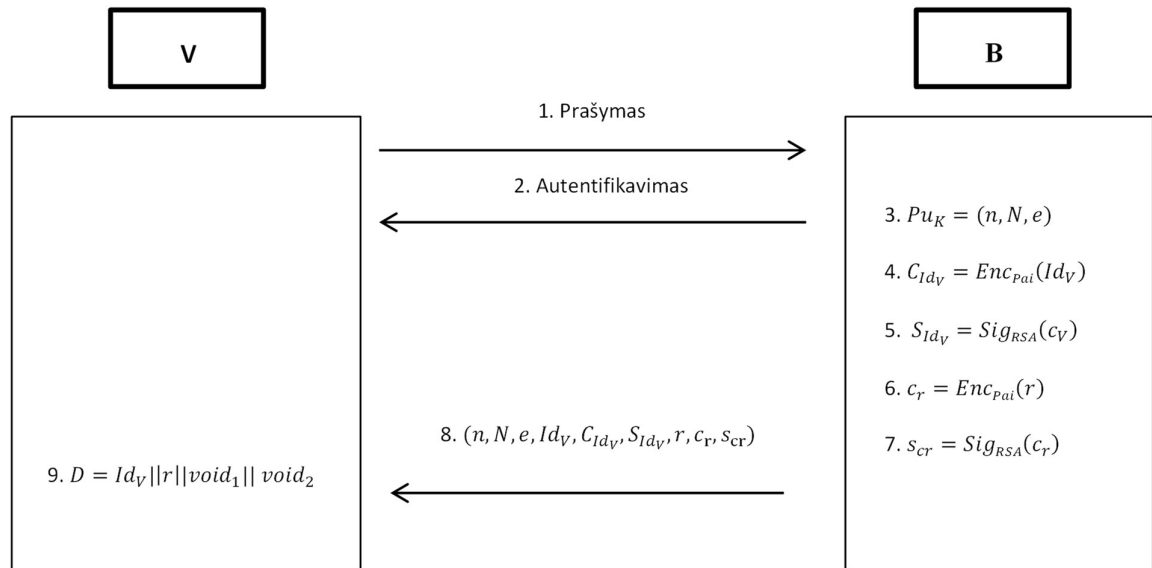 V
B
1. Prašymas
2. Autentifikavimas
3. Pu_K = (n, N, e)
4. C_{Id_V} = Enc_{Pai}(Id_V)
5. S_{Id_V} = Sig_{RSA}(c_V)
6. c_r = Enc_{Pai}(r)
7. s_{cr} = Sig_{RSA}(c_r)
8. (n, N, e, Id_V, C_{Id_V}, S_{Id_V}, r, c_r, s_{cr})
9. D = Id_V||r||void_1|| void_2